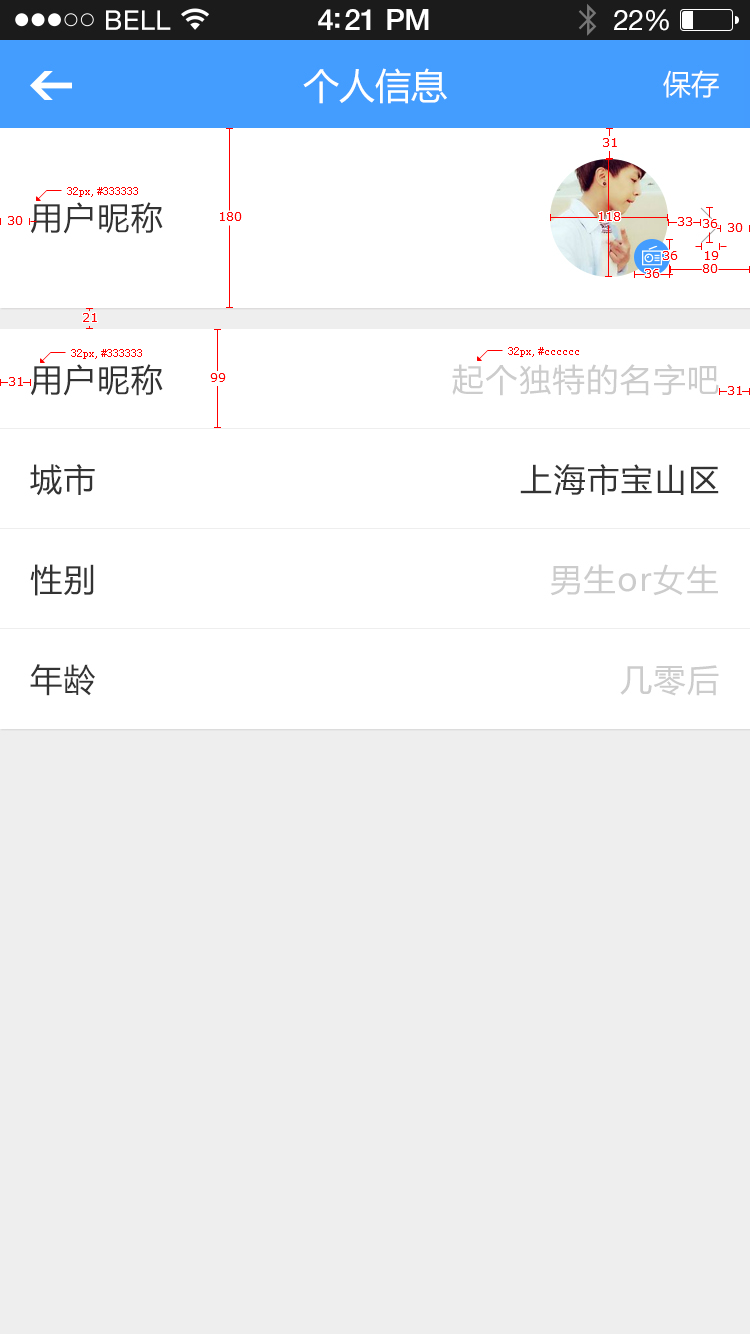 BELL 4:21 PM 22%
个人信息 保存
31
32px, #333333
用户昵称 180 118 33 36 30
30
36 19
36 80
21
32px, #333333 32px, #cccccc
31 用户昵称 99 起个独特的名字吧 31
城市 上海市宝山区
性别 男生or女生
年龄 几零后